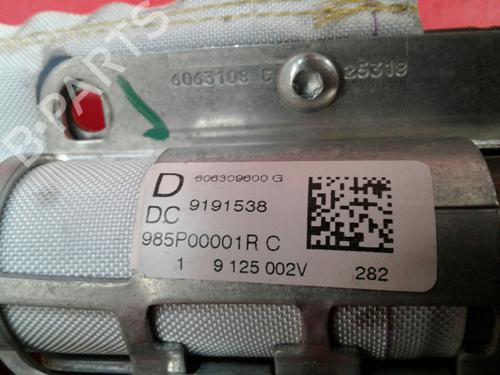 6063108 C 25318
D 606309600 G
DC 9191538
985P00001R C
1 9 125 002V 282
B-PARTS